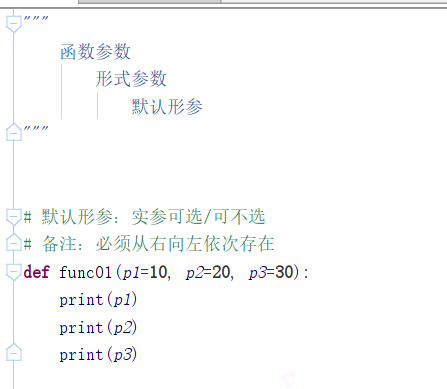 """
函数参数
形式参数
默认形参
"""
# 默认形参：实参可选/可不选
# 备注：必须从右向左依次存在
def func01(p1=10, p2=20, p3=30):
print(p1)
print(p2)
print(p3)